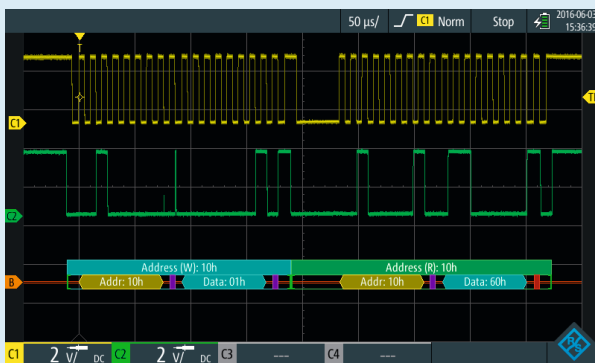 50 µs/ C1 Norm Stop 2016-06-03
15:36:39
T
C1
C2
Address (W): 10h Address (R): 10h
B Addr: 10h Data: 01h Addr: 10h Data: 60h
C1 2 V/ DC C2 2 V/ DC C3 --- C4 ---
R&S